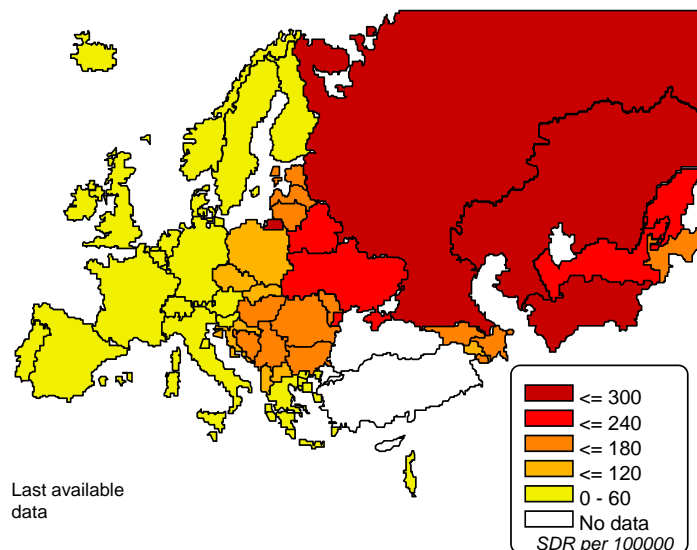 Last available
data
<= 300
<= 240
<= 180
<= 120
0 - 60
No data
SDR per 100000